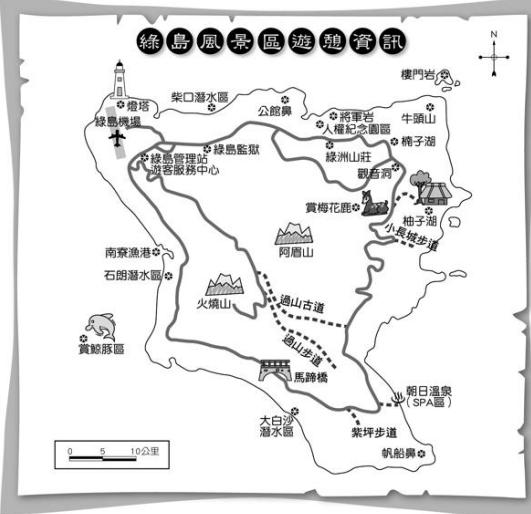 綠島風景區遊憩資訊
N
樓門岩
燈塔
柴口潛水區
公館鼻
將軍岩
人權紀念園區
牛頭山
綠島機場
楠子湖
綠島監獄
綠洲山莊
綠島管理站
遊客服務中心
觀音洞
賞梅花鹿
柚子湖
小長城步道
南寮漁港
阿眉山
石朗潛水區
火燒山
過山古道
賞鯨豚區
過山步道
馬蹄橋
朝日溫泉
(SPA區)
大白沙
潛水區
紫坪步道
帆船鼻
0 5 10公里